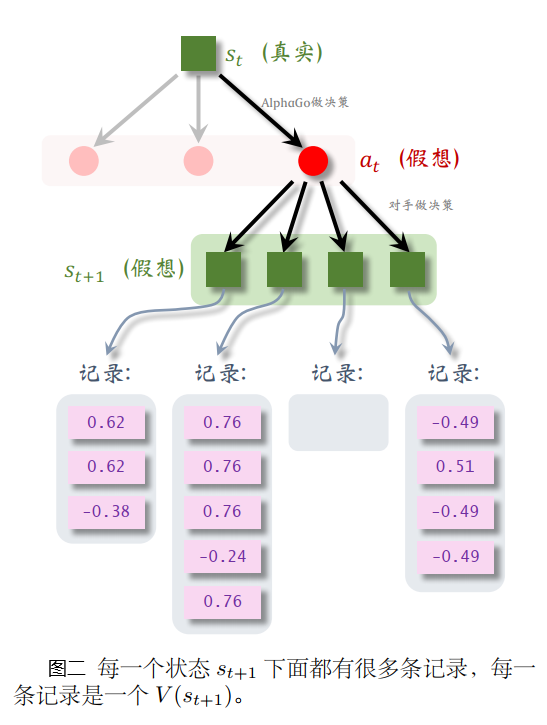 s_t (真实)
AlphaGo做决策
a_t (假想)
对手做决策
s_{t+1} (假想)
记录: 记录: 记录: 记录:
0.62 0.76 -0.49
0.62 0.76 0.51
-0.38 0.76 -0.49
-0.24 -0.49
0.76
图二 每一个状态 s_{t+1} 下面都有很多条记录，每一
条记录是一个 V(s_{t+1})。